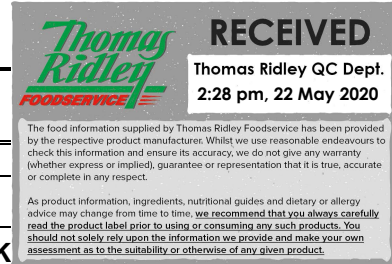 Thomas
Ridley
FOODSERVICE
RECEIVED
Thomas Ridley QC Dept.
2:28 pm, 22 May 2020
The food information supplied by Thomas Ridley Foodservice has been provided
by the respective product manufacturer. Whilst we use reasonable endeavours to
check this information and ensure its accuracy, we do not give any warranty
(whether express or implied), guarantee or representation that it is true, accurate
or complete in any respect.
As product information, ingredients, nutritional guides and dietary or allergy
advice may change from time to time, we recommend that you always carefully
read the product label prior to using or consuming any such products. You
should not solely rely upon the information we provide and make your own
assessment as to the suitability or otherwise of any given product.
K